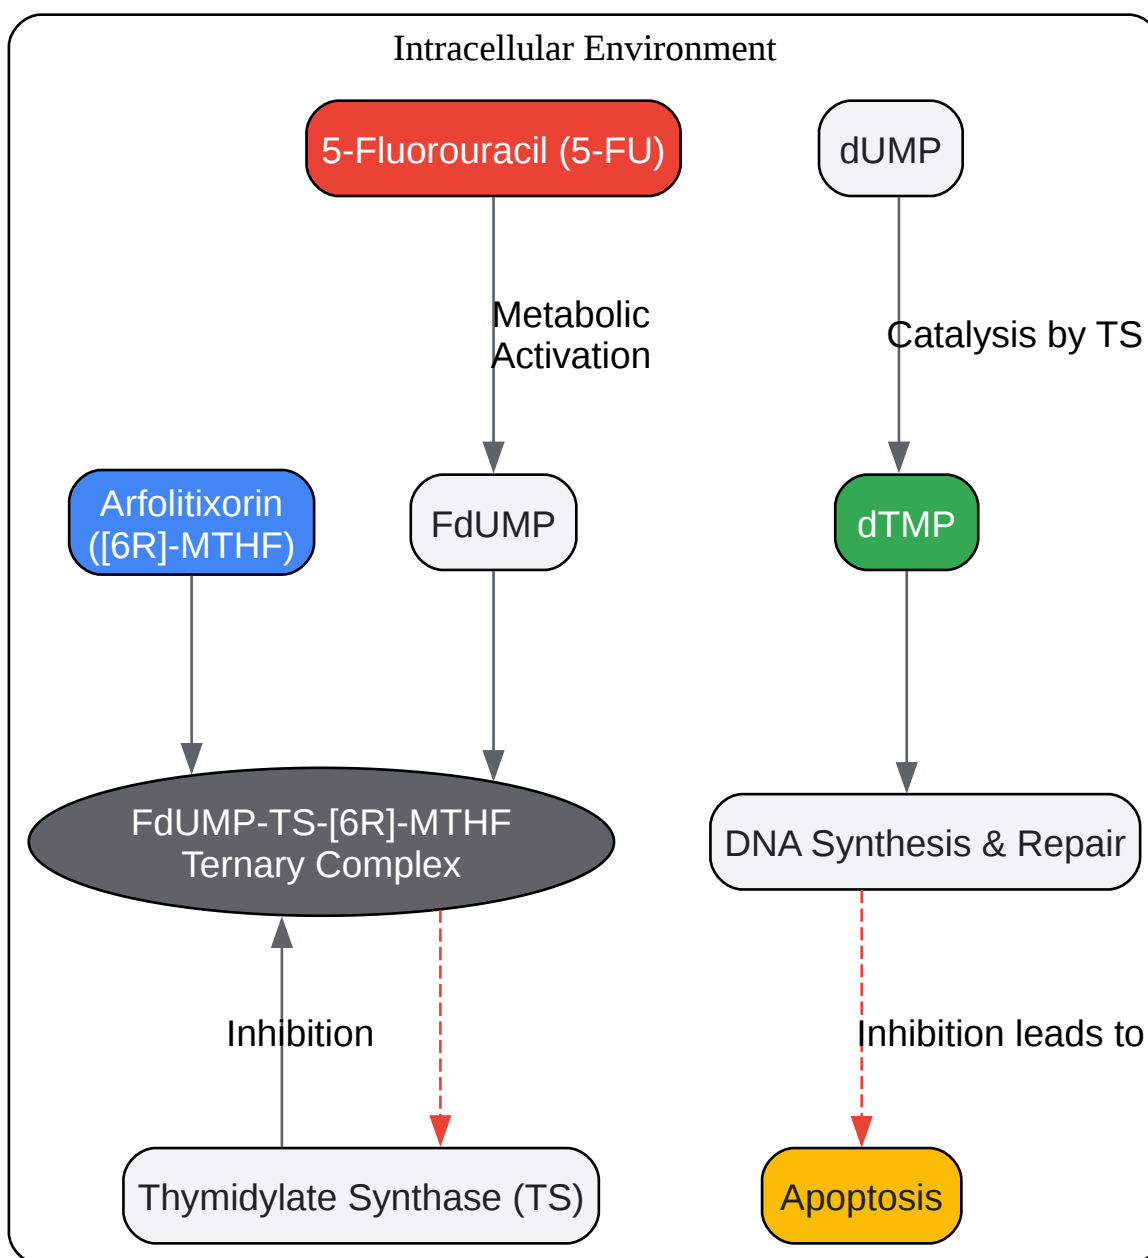 Intracellular Environment
5-Fluorouracil (5-FU)
dUMP
Metabolic
Activation
Catalysis by TS
Arfolitixorin
([6R]-MTHF)
FdUMP
dTMP
FdUMP-TS-[6R]-MTHF
Ternary Complex
DNA Synthesis & Repair
Inhibition
Inhibition leads to
Thymidylate Synthase (TS)
Apoptosis